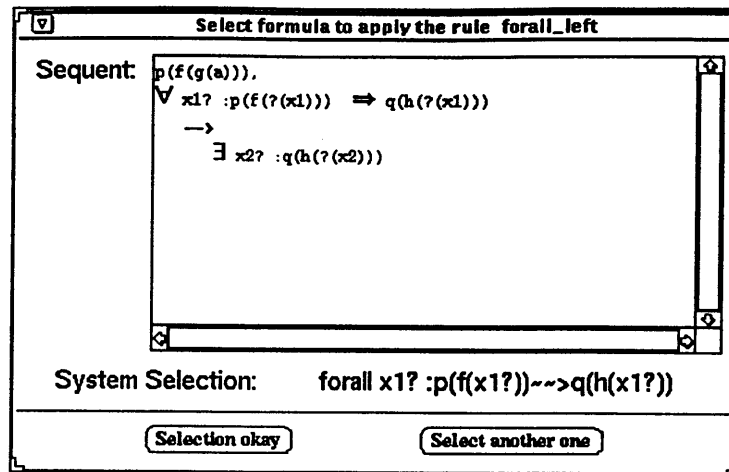 Select formula to apply the rule forall_left
Sequent:
p(f(g(a))),
∀ x1? :p(f(?(x1))) ⟹ q(h(?(x1)))
—>
∃ x2? :q(h(?(x2)))
System Selection: forall x1? :p(f(x1?))~~>q(h(x1?))
Selection okay
Select another one